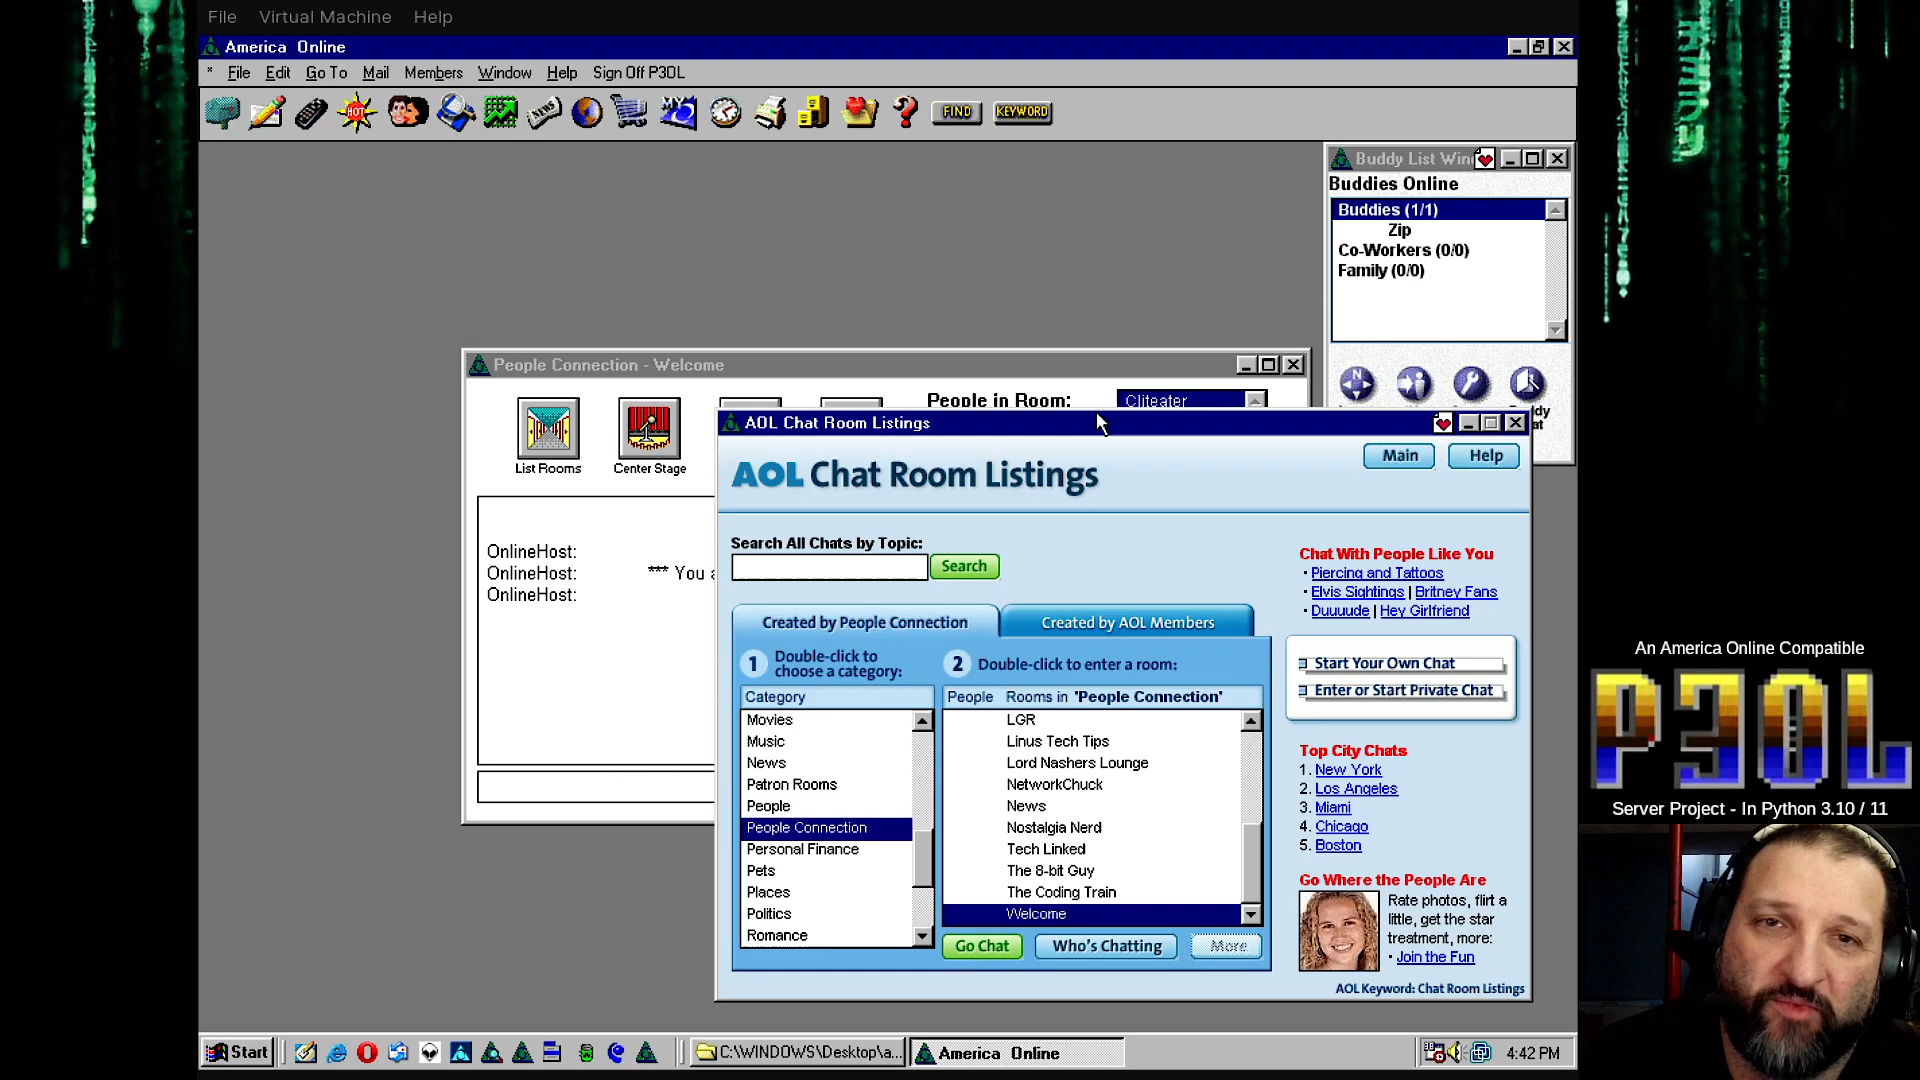 File Virtual Machine Help
America Online
* File Edit Go To Mail Members Window Help Sign Off P3OL
HOT
MY
FIND
KEYWORD
Buddy List Win
Buddies Online
Buddies (1/1)
Zip
Co-Workers (0/0)
Family (0/0)
People Connection - Welcome
People in Room:
Cliteater
List Rooms
Center Stage
OnlineHost:
OnlineHost: *** You a
OnlineHost:
AOL Chat Room Listings
Main
Help
AOL Chat Room Listings
Search All Chats by Topic:
Search
Created by People Connection
Created by AOL Members
1 Double-click to
choose a category:
2 Double-click to enter a room:
Category
Movies
Music
News
Patron Rooms
People
People Connection
Personal Finance
Pets
Places
Politics
Romance
People Rooms in 'People Connection'
LGR
Linus Tech Tips
Lord Nashers Lounge
NetworkChuck
News
Nostalgia Nerd
Tech Linked
The 8-bit Guy
The Coding Train
Welcome
Go Chat
Who's Chatting
More
Chat With People Like You
· Piercing and Tattoos
· Elvis Sightings | Britney Fans
· Duuuude | Hey Girlfriend
Start Your Own Chat
Enter or Start Private Chat
Top City Chats
1. New York
2. Los Angeles
3. Miami
4. Chicago
5. Boston
Go Where the People Are
Rate photos, flirt a
little, get the star
treatment, more:
· Join the Fun
AOL Keyword: Chat Room Listings
An America Online Compatible
P3OL
Server Project - In Python 3.10 / 11
Start
C:\WINDOWS\Desktop\a...
America Online
4:42 PM